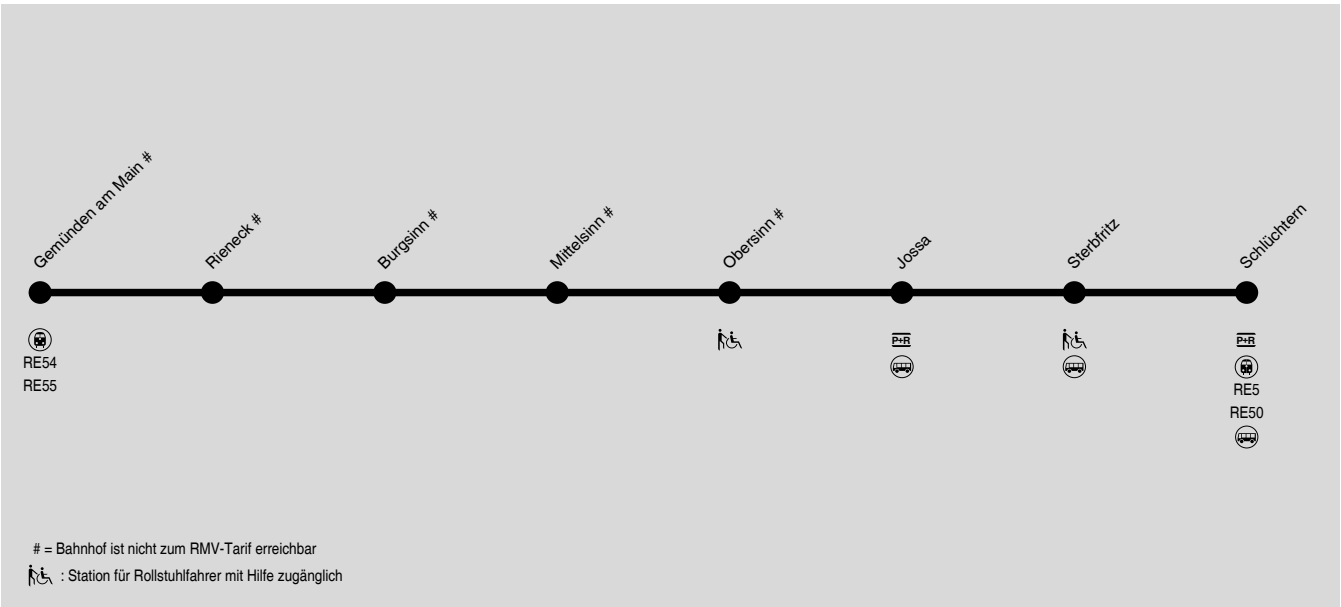 Gemünden am Main #
Rieneck #
Burgsinn #
Mittelsinn #
Obersinn #
Jossa
Sterbfritz
Schlüchtern
RE54
RE55
P+R
P+R
RE5
RE50
# = Bahnhof ist nicht zum RMV-Tarif erreichbar
: Station für Rollstuhlfahrer mit Hilfe zugänglich